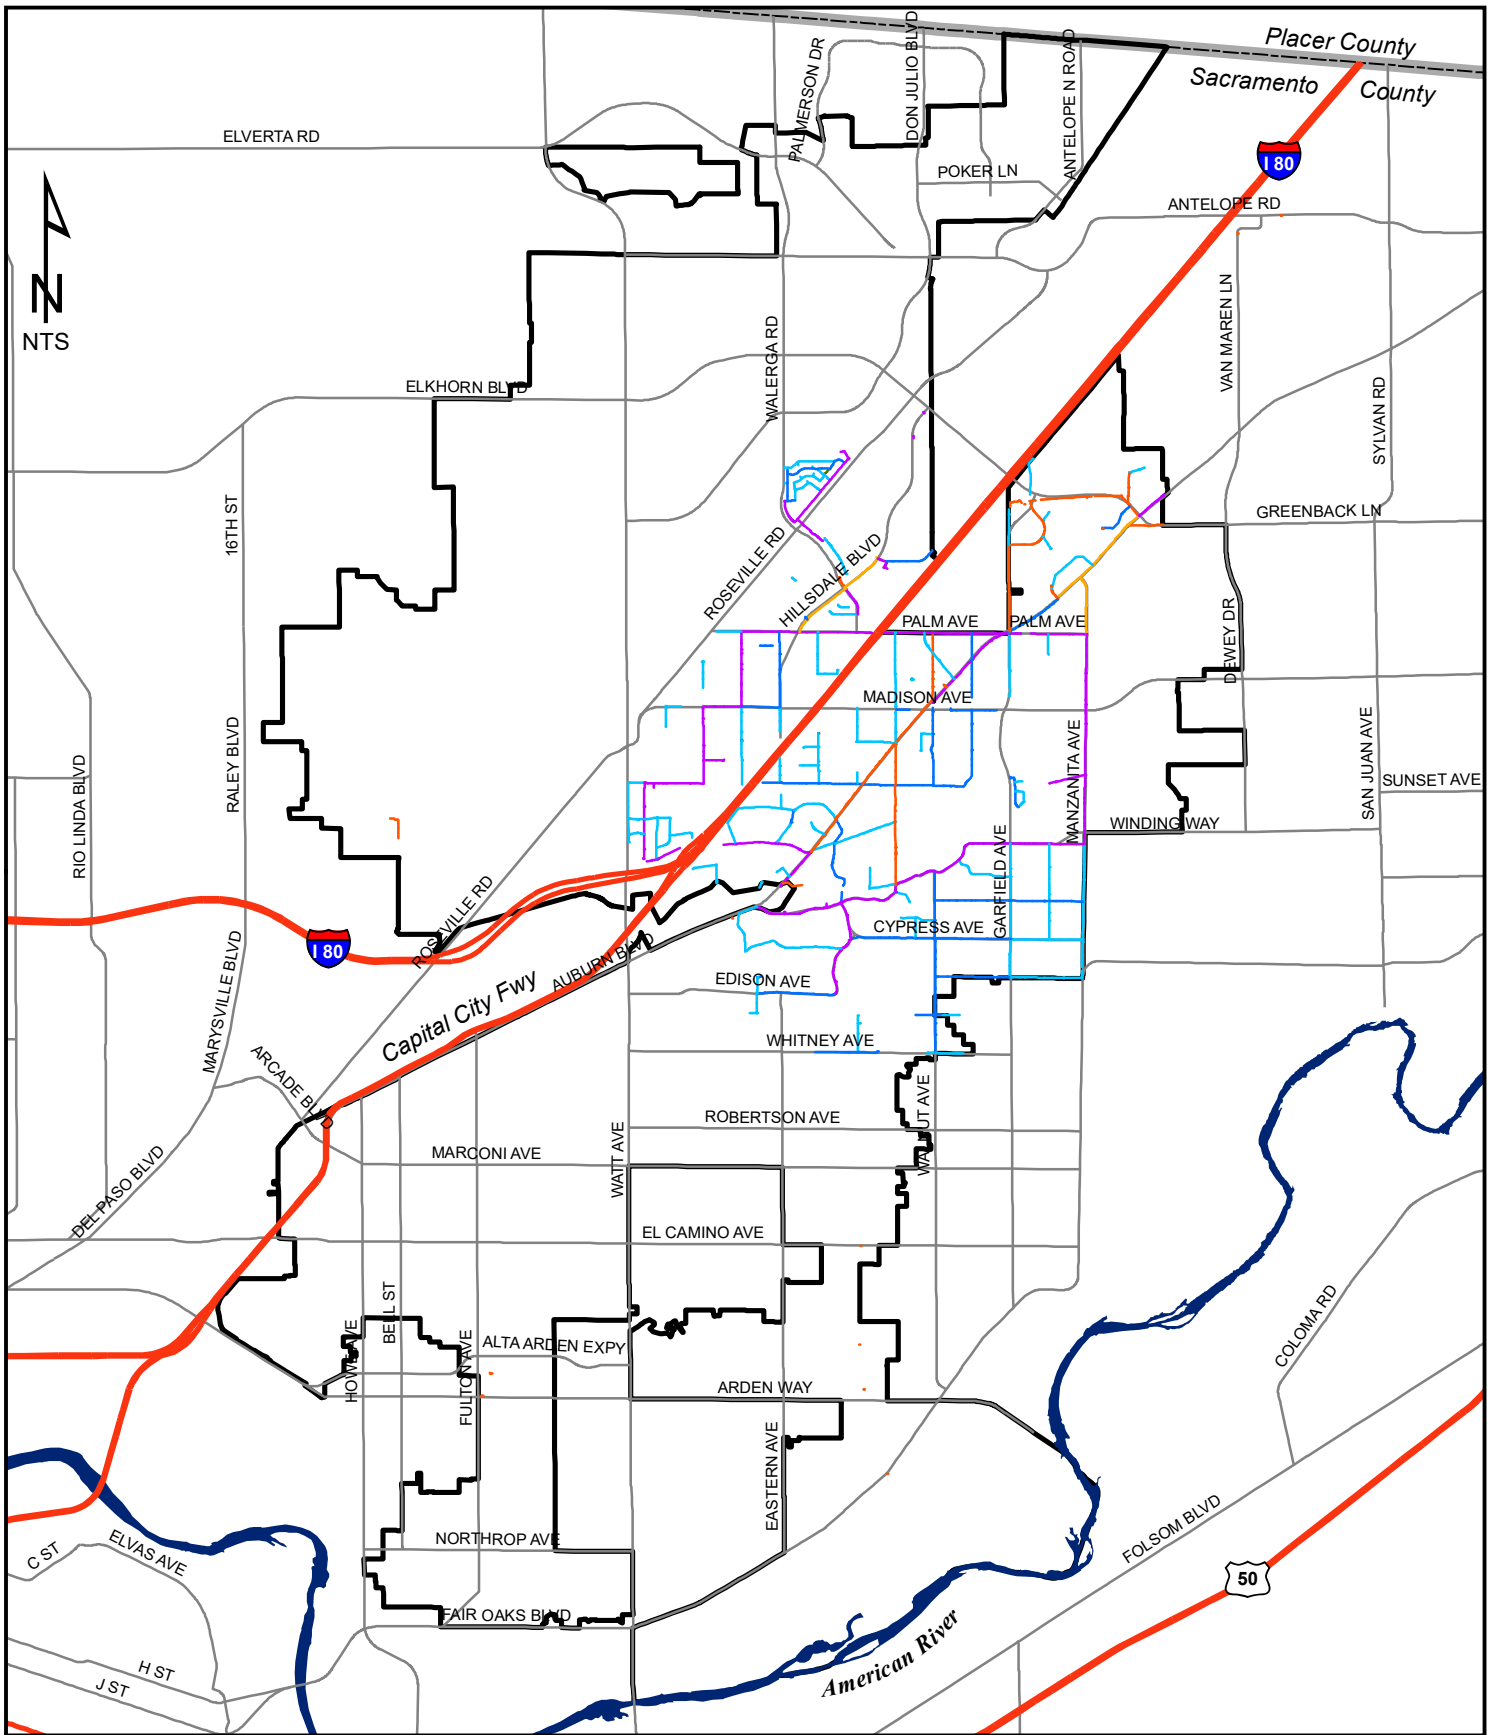 Placer County
Sacramento County
PALMERSON DR
DON JULIO BLVD
ANTELOPE N ROAD
ELVERTA RD
I 80
POKER LN
ANTELOPE RD
N
NTS
VAN MAREN LN
WALERGA RD
ELKHORN BLVD
SYLVAN RD
16TH ST
GREENBACK LN
ROSEVILLE RD
HILLSDALE BLVD
PALM AVE
PALM AVE
DEWEY DR
MADISON AVE
RALEY BLVD
MANZANITA AVE
SAN JUAN AVE
RIO LINDA BLVD
SUNSET AVE
WINDING WAY
GARFIELD AVE
ROSEVILLE RD
I 80
CYPRESS AVE
AUBURN BLVD
MARYSVILLE BLVD
EDISON AVE
Capital City Fwy
WHITNEY AVE
ARCADE BLVD
ROBERTSON AVE
WALNUT AVE
MARCONI AVE
WATT AVE
DEL PASO BLVD
EL CAMINO AVE
BELL ST
COLOMA RD
HOWE AVE
FULTON AVE
ALTA ARDEN EXPY
ARDEN WAY
EASTERN AVE
NORTHROP AVE
FOLSOM BLVD
C ST
ELVAS AVE
50
FAIR OAKS BLVD
American River
H ST
J ST